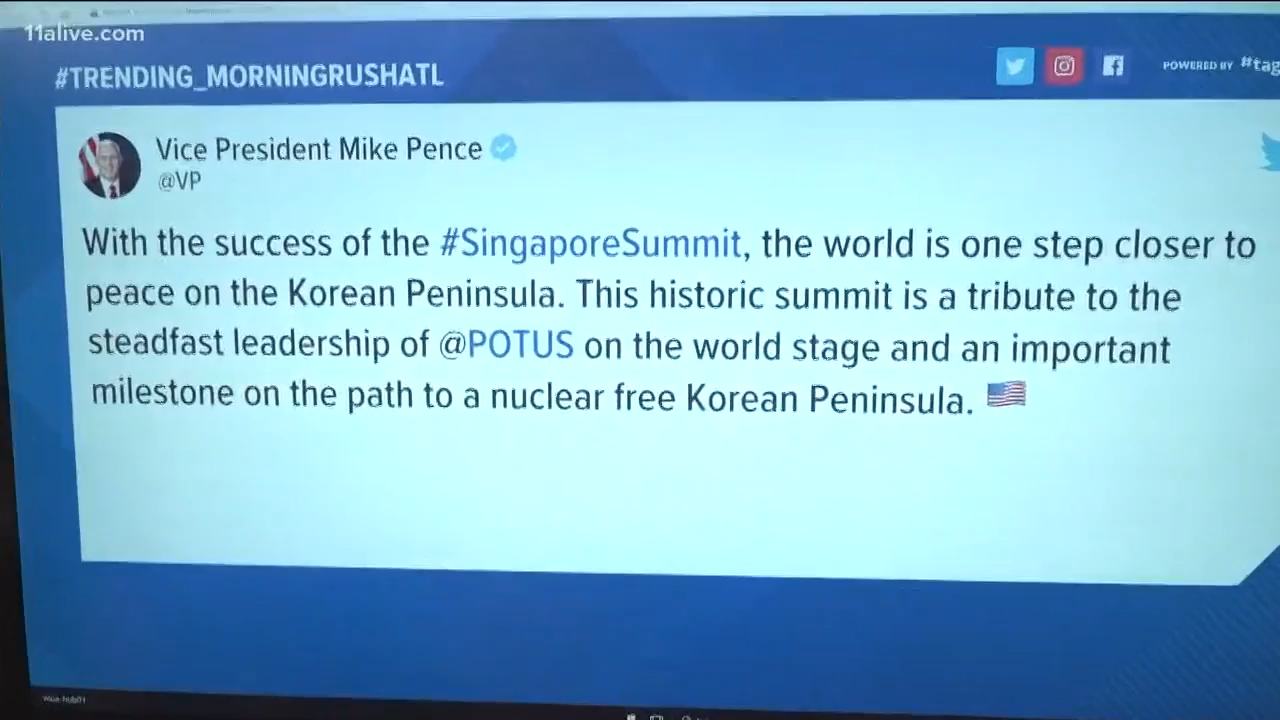 11alive.com
#TRENDING_MORNINGRUSHATL
POWERED BY #tag
Vice President Mike Pence
@VP
With the success of the #SingaporeSummit, the world is one step closer to
peace on the Korean Peninsula. This historic summit is a tribute to the
steadfast leadership of @POTUS on the world stage and an important
milestone on the path to a nuclear free Korean Peninsula.